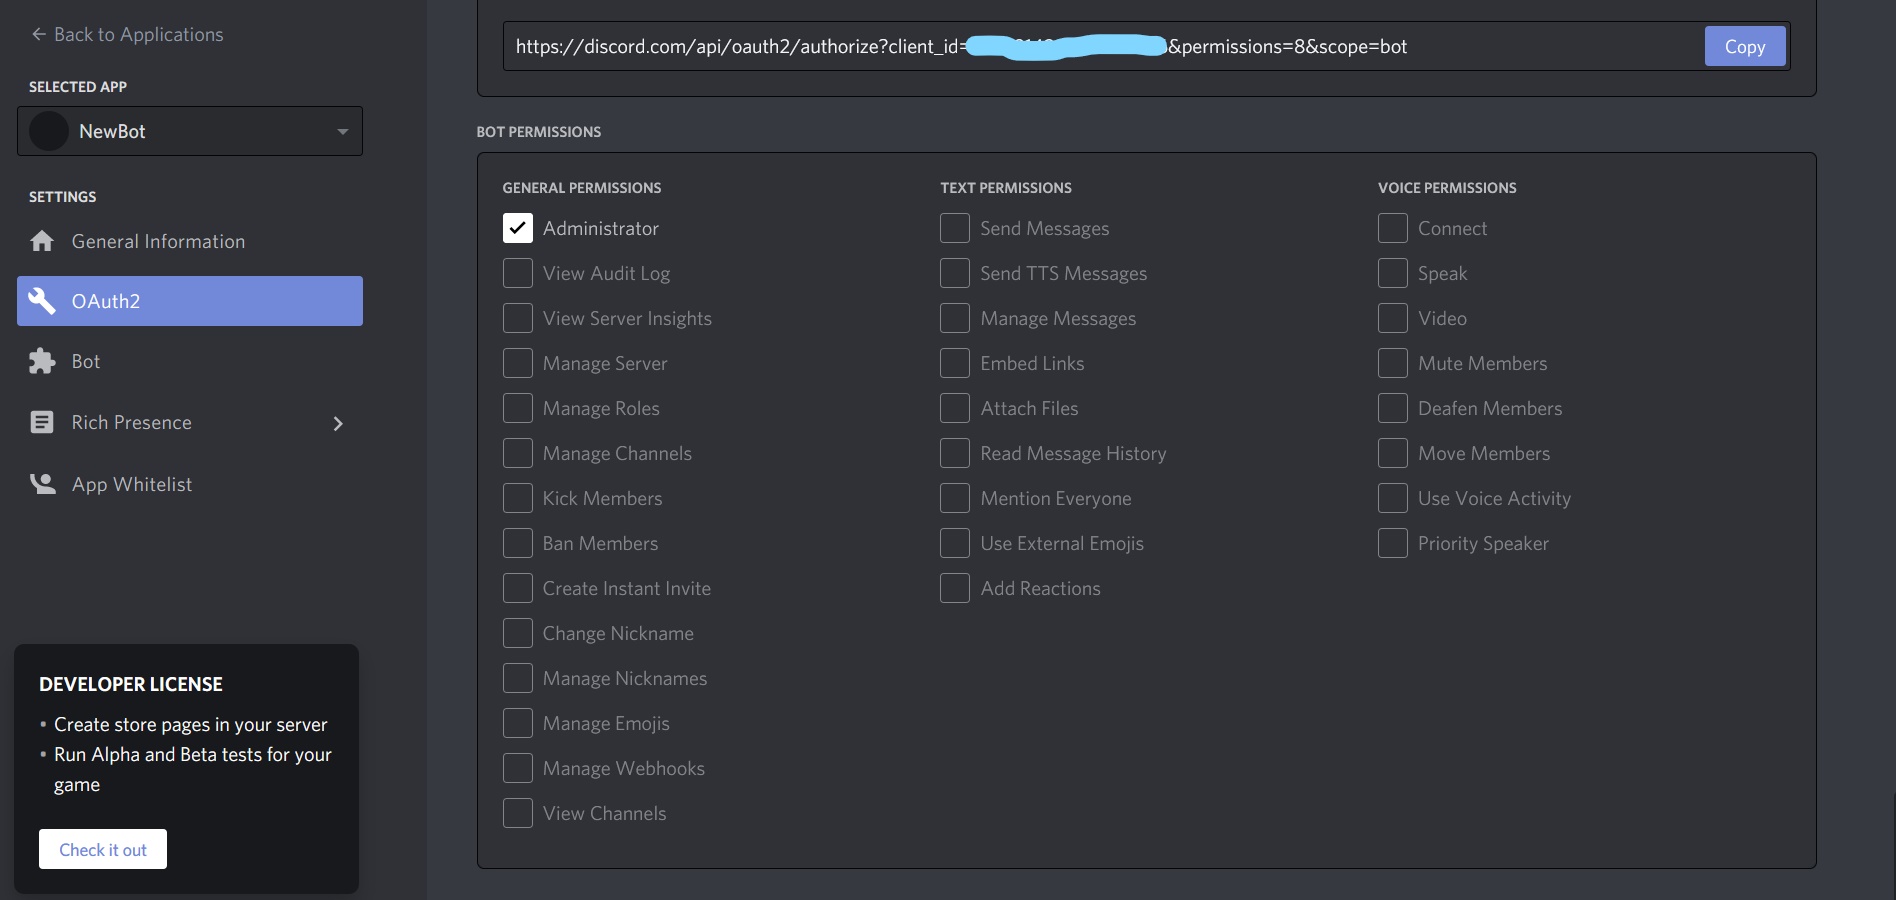 ← Back to Applications
SELECTED APP
NewBot
SETTINGS
General Information
OAuth2
Bot
Rich Presence
App Whitelist
DEVELOPER LICENSE
• Create store pages in your server
• Run Alpha and Beta tests for your
game
Check it out
https://discord.com/api/oauth2/authorize?client_id= &permissions=8&scope=bot
Copy
BOT PERMISSIONS
GENERAL PERMISSIONS
Administrator
View Audit Log
View Server Insights
Manage Server
Manage Roles
Manage Channels
Kick Members
Ban Members
Create Instant Invite
Change Nickname
Manage Nicknames
Manage Emojis
Manage Webhooks
View Channels
TEXT PERMISSIONS
Send Messages
Send TTS Messages
Manage Messages
Embed Links
Attach Files
Read Message History
Mention Everyone
Use External Emojis
Add Reactions
VOICE PERMISSIONS
Connect
Speak
Video
Mute Members
Deafen Members
Move Members
Use Voice Activity
Priority Speaker